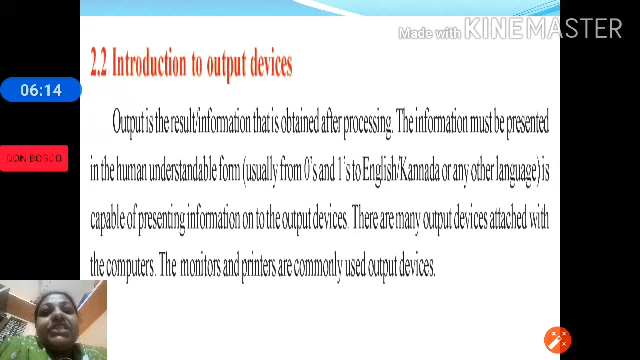 Made with KINEMASTER
2.2 Introduction to output devices
06:14
Output is the result/information that is obtained after processing. The information must be presented
DON BOSCO
in the human understandable form (usually from 0's and 1's to English/Kannada or any other language) is
capable of presenting information on to the output devices. There are many output devices attached with
the computers. The monitors and printers are commonly used output devices.